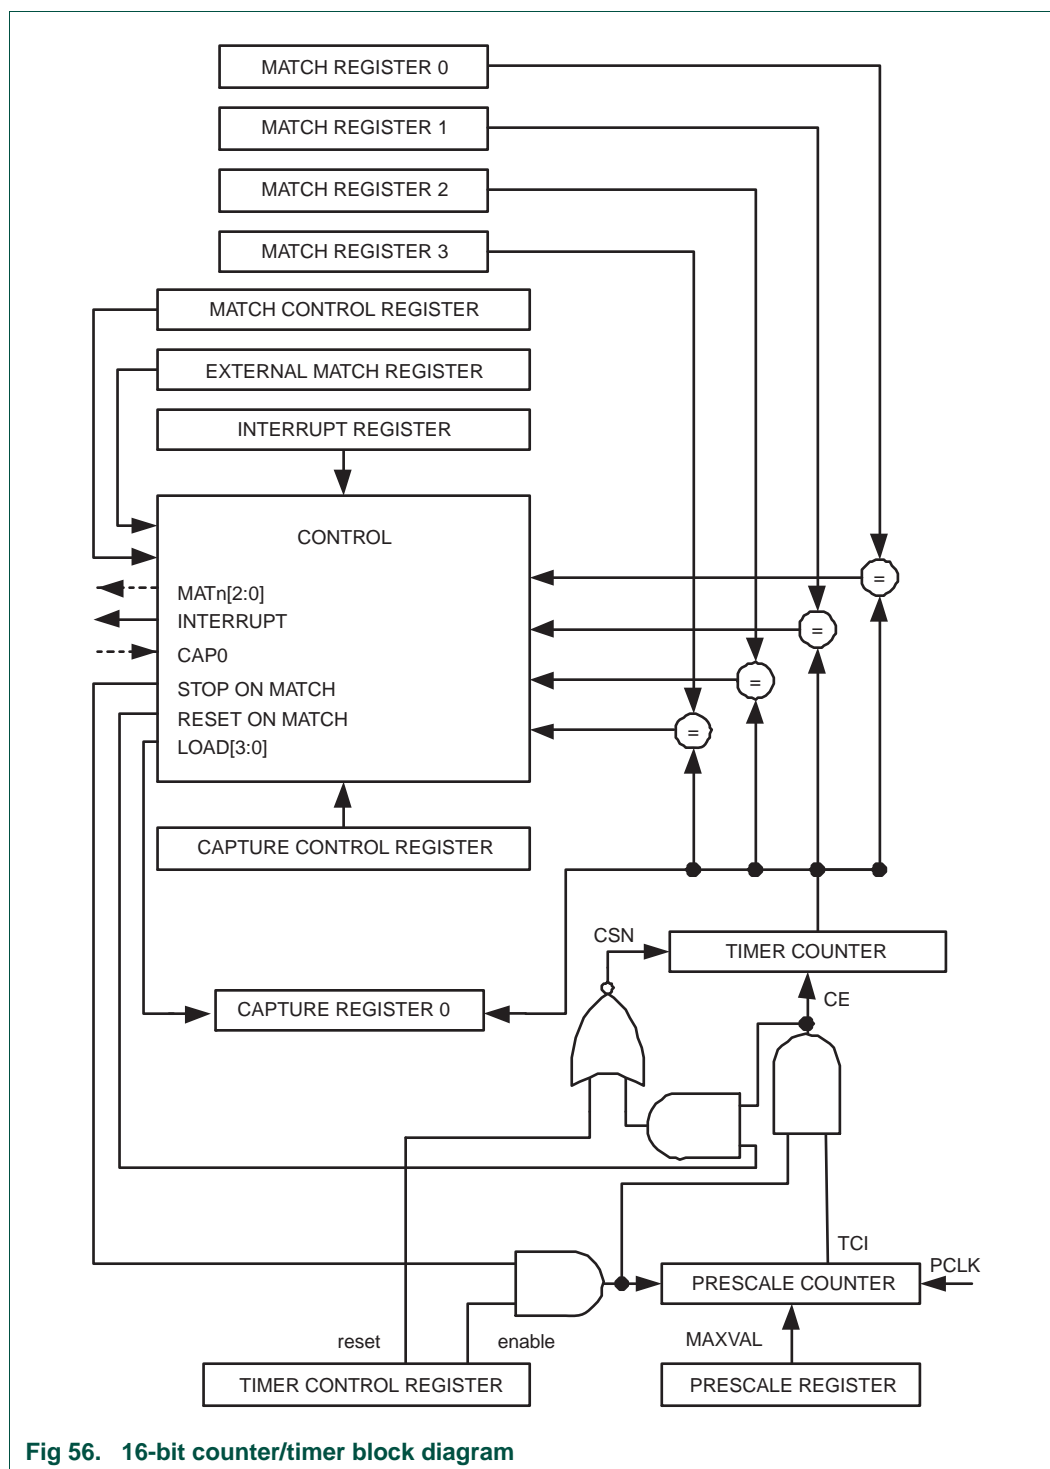 MATCH REGISTER 0
MATCH REGISTER 1
MATCH REGISTER 2
MATCH REGISTER 3
MATCH CONTROL REGISTER
EXTERNAL MATCH REGISTER
INTERRUPT REGISTER
CONTROL
MATn[2:0]
INTERRUPT
CAP0
STOP ON MATCH
RESET ON MATCH
LOAD[3:0]
=
=
=
=
CAPTURE CONTROL REGISTER
CSN
TIMER COUNTER
CE
CAPTURE REGISTER 0
TCI
PCLK
PRESCALE COUNTER
reset
enable
MAXVAL
TIMER CONTROL REGISTER
PRESCALE REGISTER
Fig 56. 16-bit counter/timer block diagram